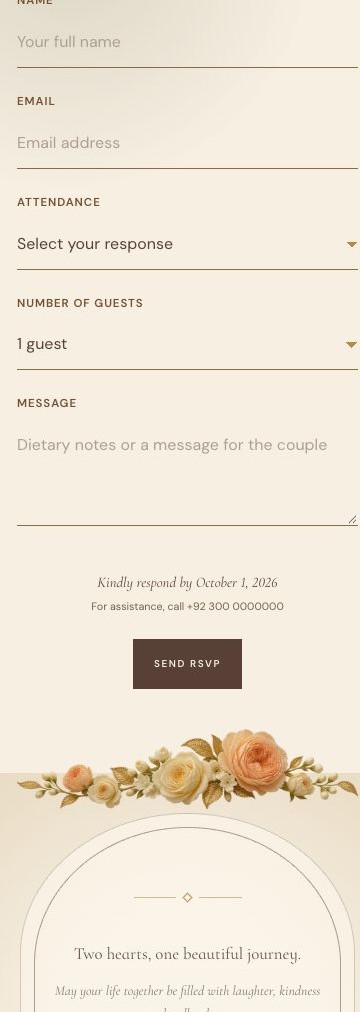 NAME
Your full name
EMAIL
Email address
ATTENDANCE
Select your response
NUMBER OF GUESTS
1 guest
MESSAGE
Dietary notes or a message for the couple
Kindly respond by October 1, 2026
For assistance, call +92 300 0000000
SEND RSVP
Two hearts, one beautiful journey.
May your life together be filled with laughter, kindness